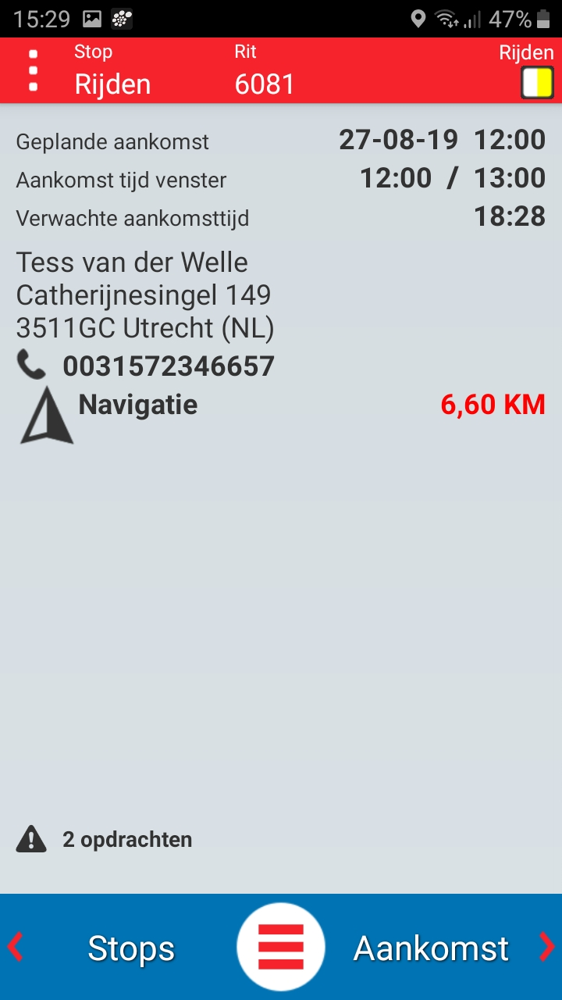 15:29 47%
Stop Rit Rijden
Rijden 6081
Geplande aankomst 27-08-19 12:00
Aankomst tijd venster 12:00 / 13:00
Verwachte aankomsttijd 18:28
Tess van der Welle
Catherijnesingel 149
3511GC Utrecht (NL)
0031572346657
Navigatie 6,60 KM
2 opdrachten
Stops Aankomst